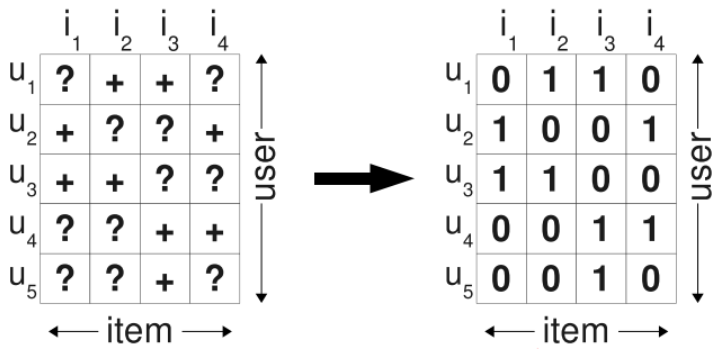 i1 i2 i3 i4
u1 ? + + ?
u2 + ? ? +
u3 + + ? ?
u4 ? ? + +
u5 ? ? + ?
user
item
i1 i2 i3 i4
u1 0 1 1 0
u2 1 0 0 1
u3 1 1 0 0
u4 0 0 1 1
u5 0 0 1 0
user
item